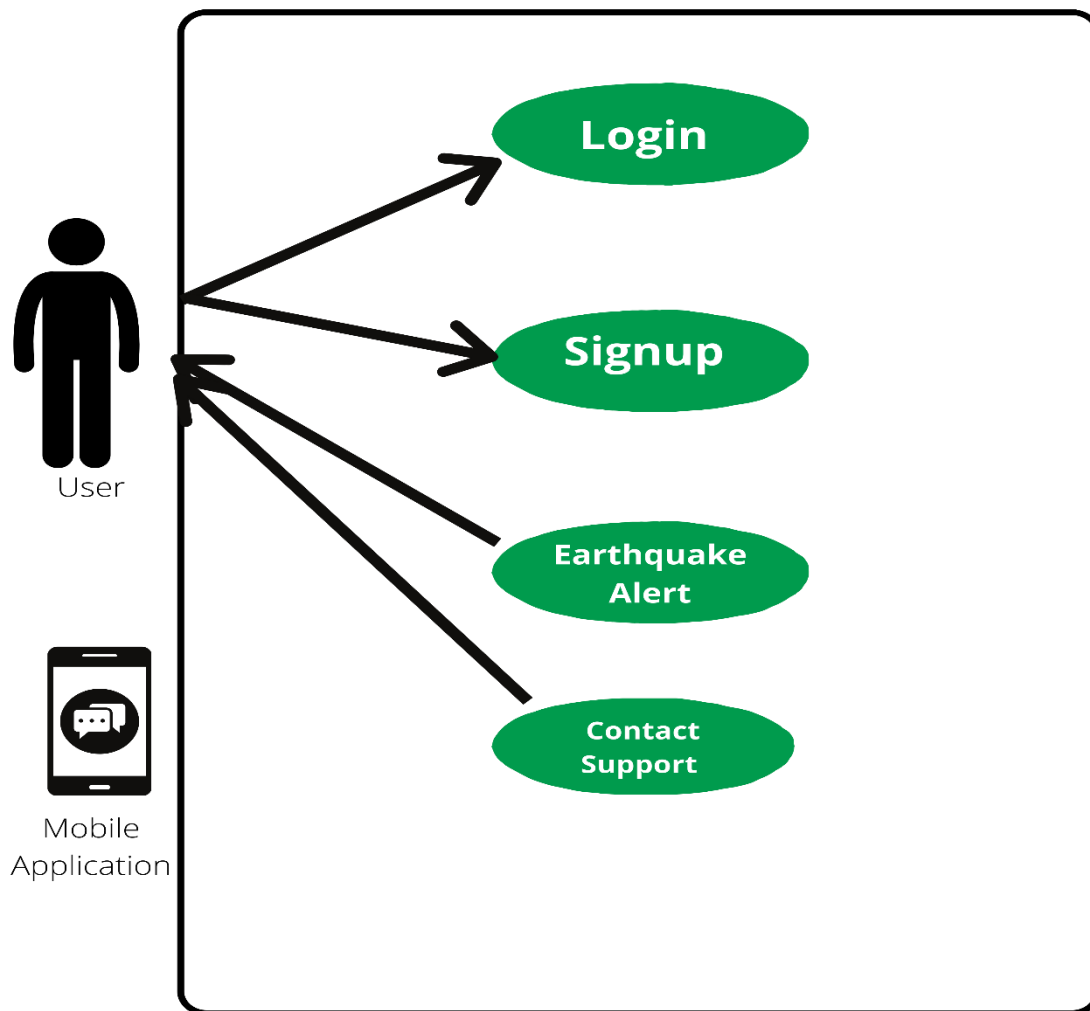 Login
Signup
User
Earthquake
Alert
Contact
Support
Mobile
Application